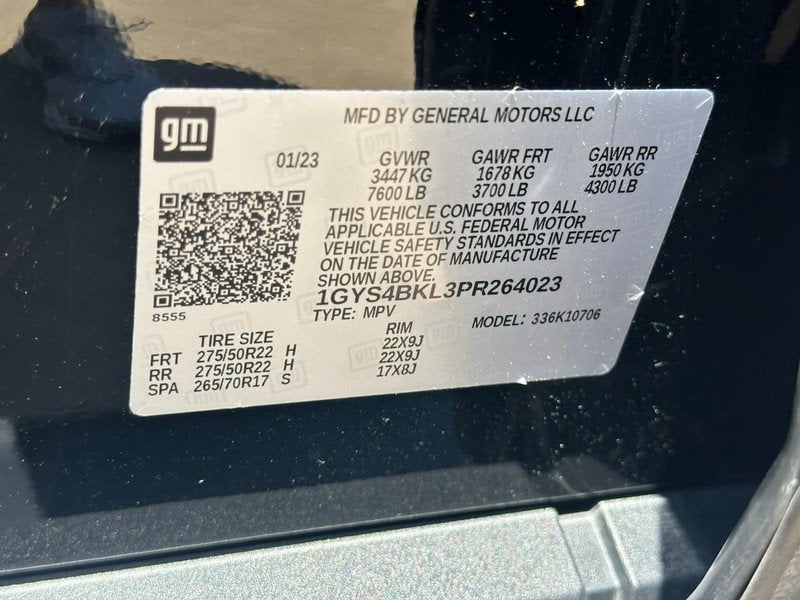 gm
MFD BY GENERAL MOTORS LLC
01/23 GVWR GAWR FRT GAWR RR
3447 KG 1678 KG 1950 KG
7600 LB 3700 LB 4300 LB
THIS VEHICLE CONFORMS TO ALL
APPLICABLE U.S. FEDERAL MOTOR
VEHICLE SAFETY STANDARDS IN EFFECT
ON THE DATE OF MANUFACTURE
SHOWN ABOVE.
1GYS4BKL3PR264023
8555
TYPE: MPV MODEL: 336K10706
TIRE SIZE RIM
FRT 275/50R22 H 22X9J
RR 275/50R22 H 22X9J
SPA 265/70R17 S 17X8J